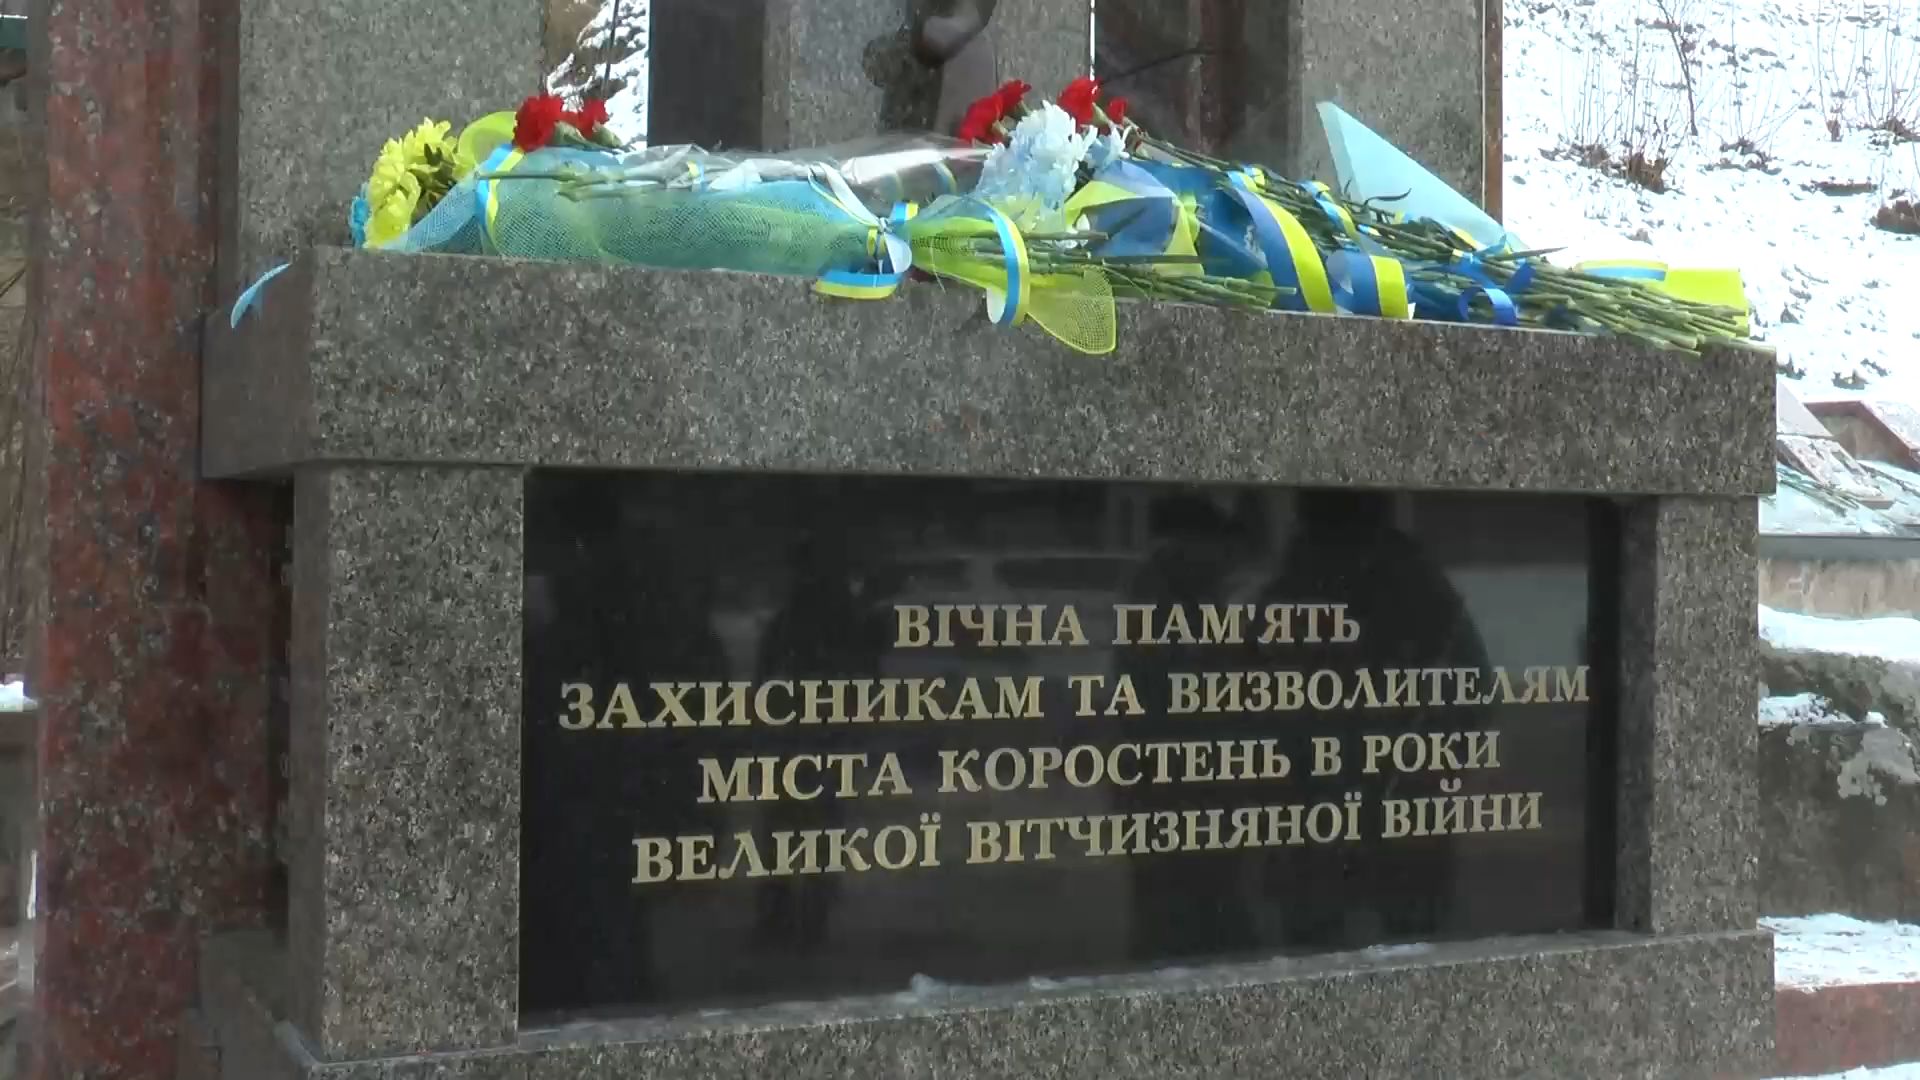 ВІЧНА ПАМ'ЯТЬ
ЗАХИСНИКАМ ТА ВИЗВОЛИТЕЛЯМ
МІСТА КОРОСТЕНЬ В РОКИ
ВЕЛИКОЇ ВІТЧИЗНЯНОЇ ВІЙНИ